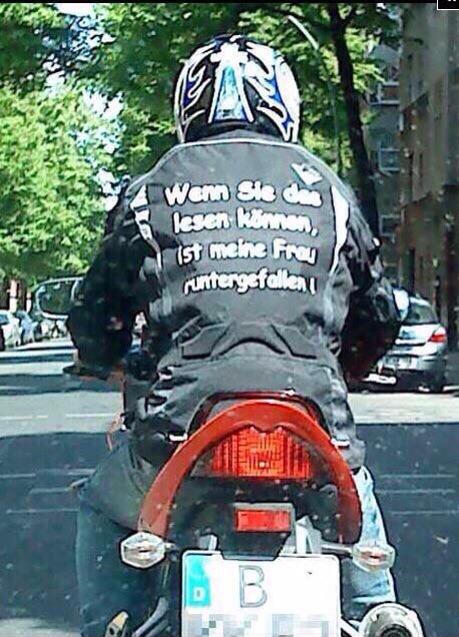 Wenn Sie das
lesen können,
ist meine Frau
runtergefallen!
D
B